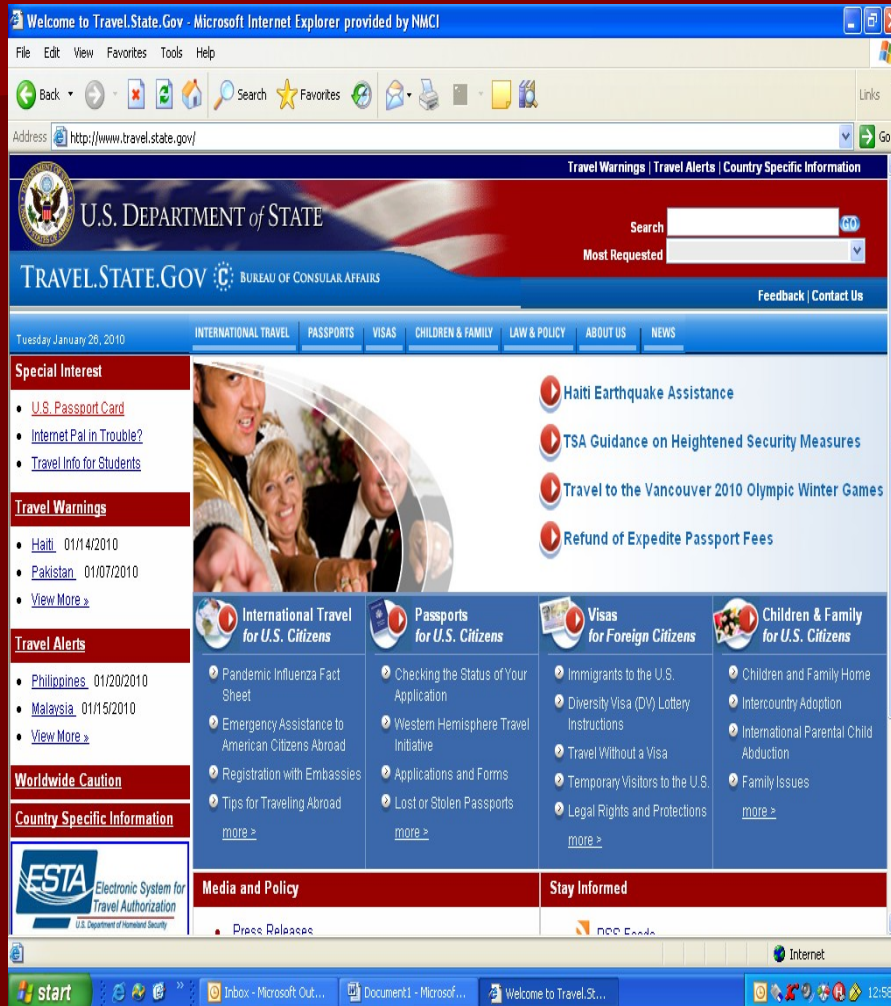 Welcome to Travel.State.Gov - Microsoft Internet Explorer provided by NMCI
File Edit View Favorites Tools Help
Back Search Favorites Links
Address http://www.travel.state.gov/ Go
Travel Warnings | Travel Alerts | Country Specific Information
U.S. DEPARTMENT of STATE
Search GO
Most Requested
TRAVEL.STATE.GOV C BUREAU OF CONSULAR AFFAIRS
Feedback | Contact Us
Tuesday January 26, 2010
INTERNATIONAL TRAVEL PASSPORTS VISAS CHILDREN & FAMILY LAW & POLICY ABOUT US NEWS
Special Interest
• U.S. Passport Card
• Internet Pal in Trouble?
• Travel Info for Students
Travel Warnings
• Haiti 01/14/2010
• Pakistan 01/07/2010
• View More »
Travel Alerts
• Philippines 01/20/2010
• Malaysia 01/15/2010
• View More »
Worldwide Caution
Country Specific Information
ESTA Electronic System for
Travel Authorization
U.S. Department of Homeland Security
Haiti Earthquake Assistance
TSA Guidance on Heightened Security Measures
Travel to the Vancouver 2010 Olympic Winter Games
Refund of Expedite Passport Fees
International Travel
for U.S. Citizens
Pandemic Influenza Fact
Sheet
Emergency Assistance to
American Citizens Abroad
Registration with Embassies
Tips for Traveling Abroad
more >
Passports
for U.S. Citizens
Checking the Status of Your
Application
Western Hemisphere Travel
Initiative
Applications and Forms
Lost or Stolen Passports
more >
Visas
for Foreign Citizens
Immigrants to the U.S.
Diversity Visa (DV) Lottery
Instructions
Travel Without a Visa
Temporary Visitors to the U.S.
Legal Rights and Protections
more >
Children & Family
for U.S. Citizens
Children and Family Home
Intercountry Adoption
International Parental Child
Abduction
Family Issues
more >
Media and Policy
• Press Releases
Stay Informed
Internet
start Inbox - Microsoft Out... Document1 - Microsof... Welcome to Travel.St... 12:58